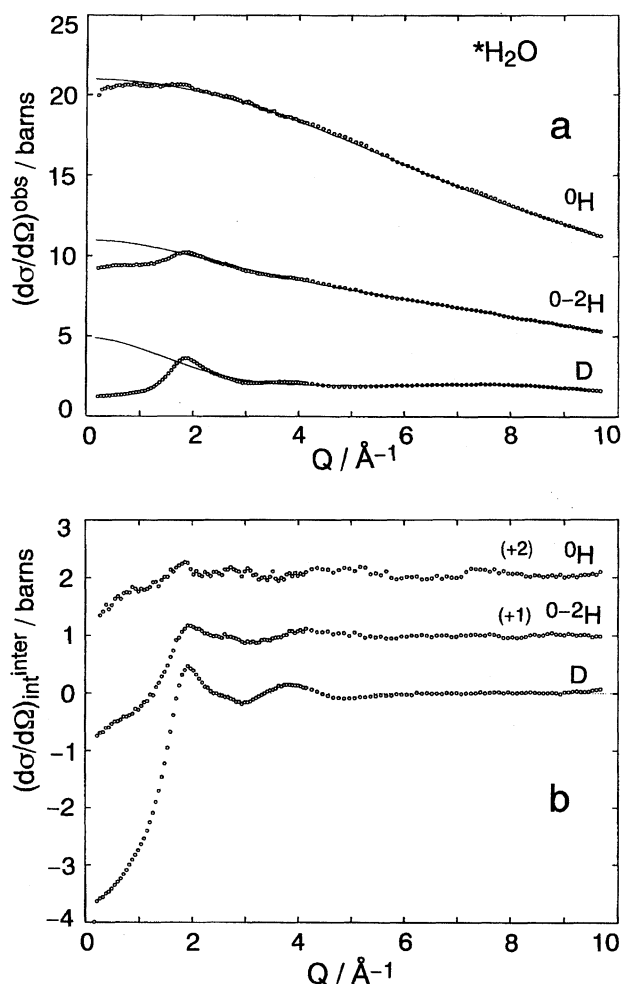 25
20
15
10
5
0
(dσ/dΩ)ᵒᵇˢ / barns
*H₂O
a
⁰H
⁰⁻²H
D
0 2 4 6 8 10
Q / Å⁻¹
3
2
1
0
−1
−2
−3
−4
(dσ/dΩ)ᵢₙₜⁱⁿᵗᵉʳ / barns
(+2) ⁰H
(+1) ⁰⁻²H
D
b
0 2 4 6 8 10
Q / Å⁻¹